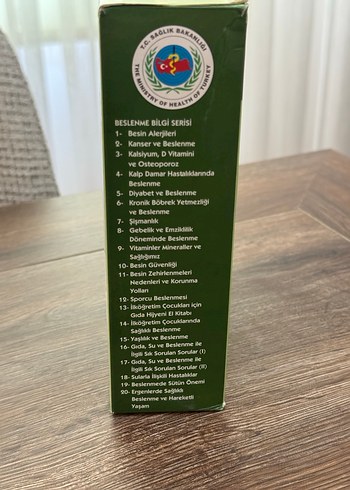 T.C. SAĞLIK BAKANLIĞI
THE MINISTRY OF HEALTH OF TURKEY
BESLENME BİLGİ SERİSİ
1- Besin Alerjileri
2- Kanser ve Beslenme
3- Kalsiyum, D Vitamini
ve Osteoporoz
4- Kalp Damar Hastalıklarında
Beslenme
5- Diyabet ve Beslenme
6- Kronik Böbrek Yetmezliği
ve Beslenme
7- Şişmanlık
8- Gebelik ve Emziklilik
Döneminde Beslenme
9- Vitaminler Mineraller ve
Sağlığımız
10- Besin Güvenliği
11- Besin Zehirlenmeleri
Nedenleri ve Korunma
Yolları
12- Sporcu Beslenmesi
13- İlköğretim Çocukları için
Gıda Hijyeni El Kitabı
14- İlköğretim Çocuklarında
Sağlıklı Beslenme
15- Yaşlılık ve Beslenme
16- Gıda, Su ve Beslenme ile
İlgili Sık Sorulan Sorular (I)
17- Gıda, Su ve Beslenme ile
İlgili Sık Sorulan Sorular (II)
18- Sularla İlişkili Hastalıklar
19- Beslenmede Sütün Önemi
20- Ergenlerde Sağlıklı
Beslenme ve Hareketli
Yaşam